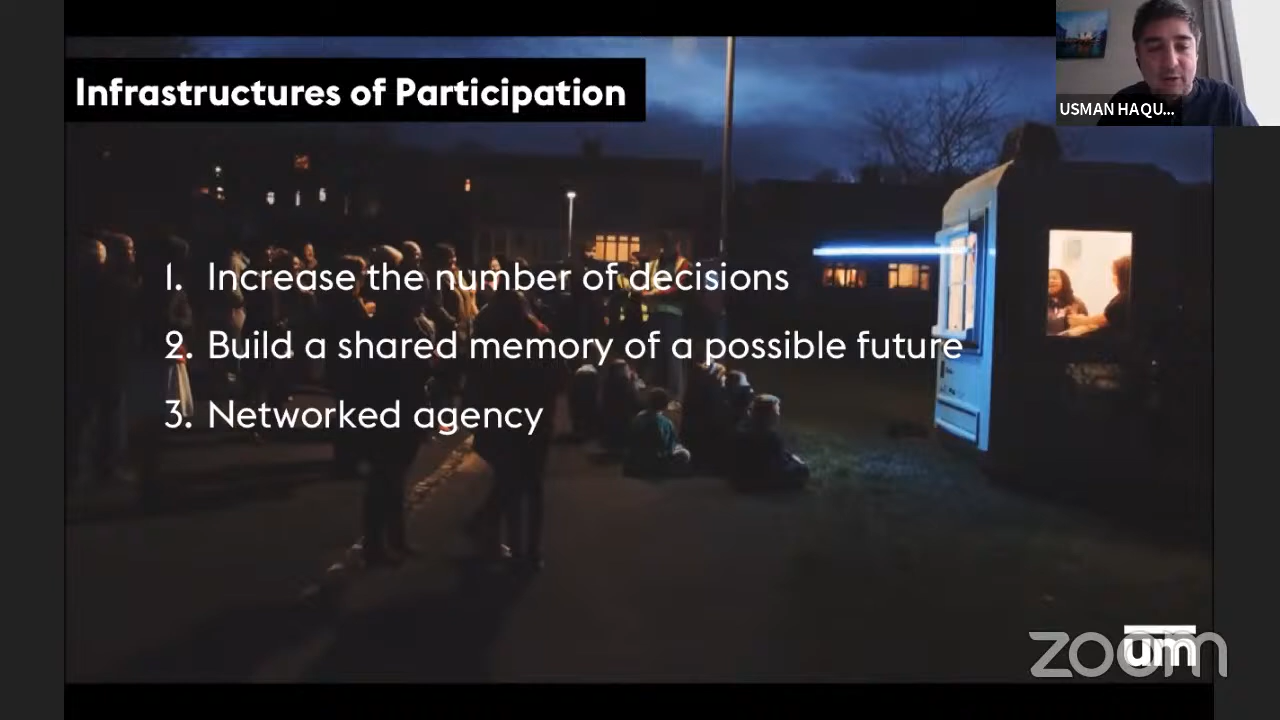 Infrastructures of Participation
USMAN HAQU...
1. Increase the number of decisions
2. Build a shared memory of a possible future
3. Networked agency
zoom
um